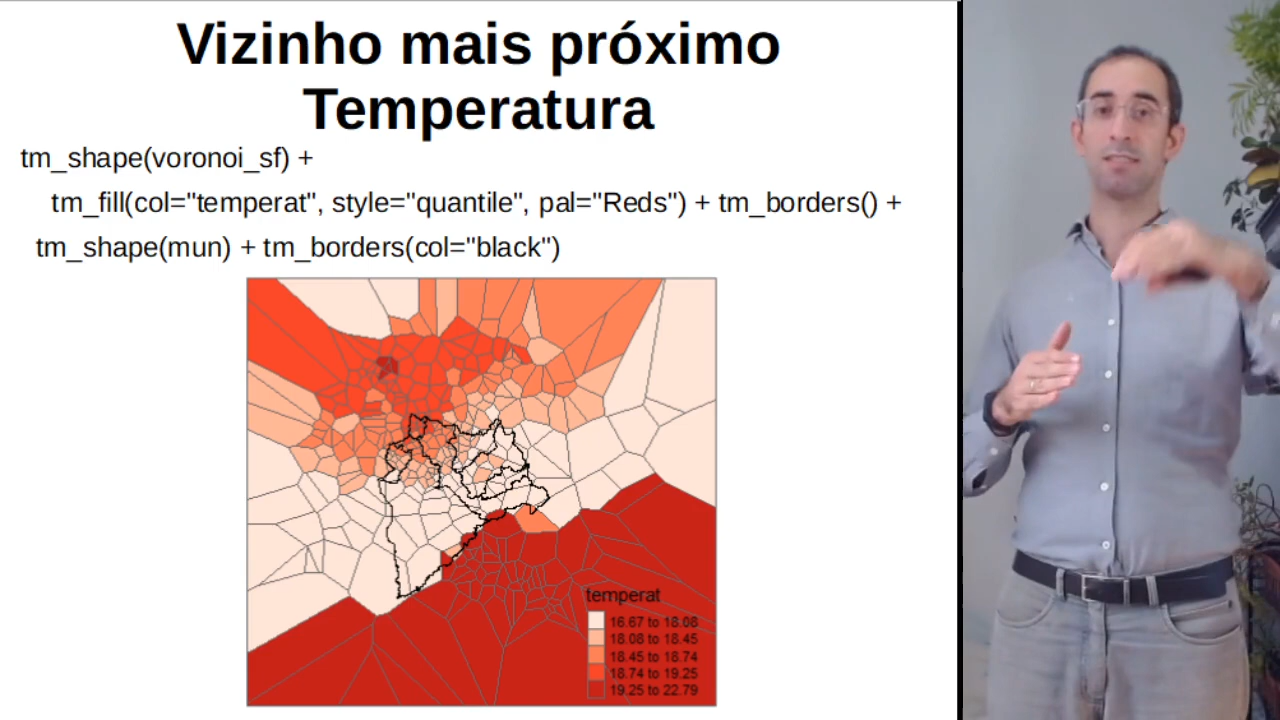 Vizinho mais próximo
Temperatura
tm_shape(voronoi_sf) +
tm_fill(col="temperat", style="quantile", pal="Reds") + tm_borders() +
tm_shape(mun) + tm_borders(col="black")
temperat
16.67 to 18.08
18.08 to 18.45
18.45 to 18.74
18.74 to 19.25
19.25 to 22.79